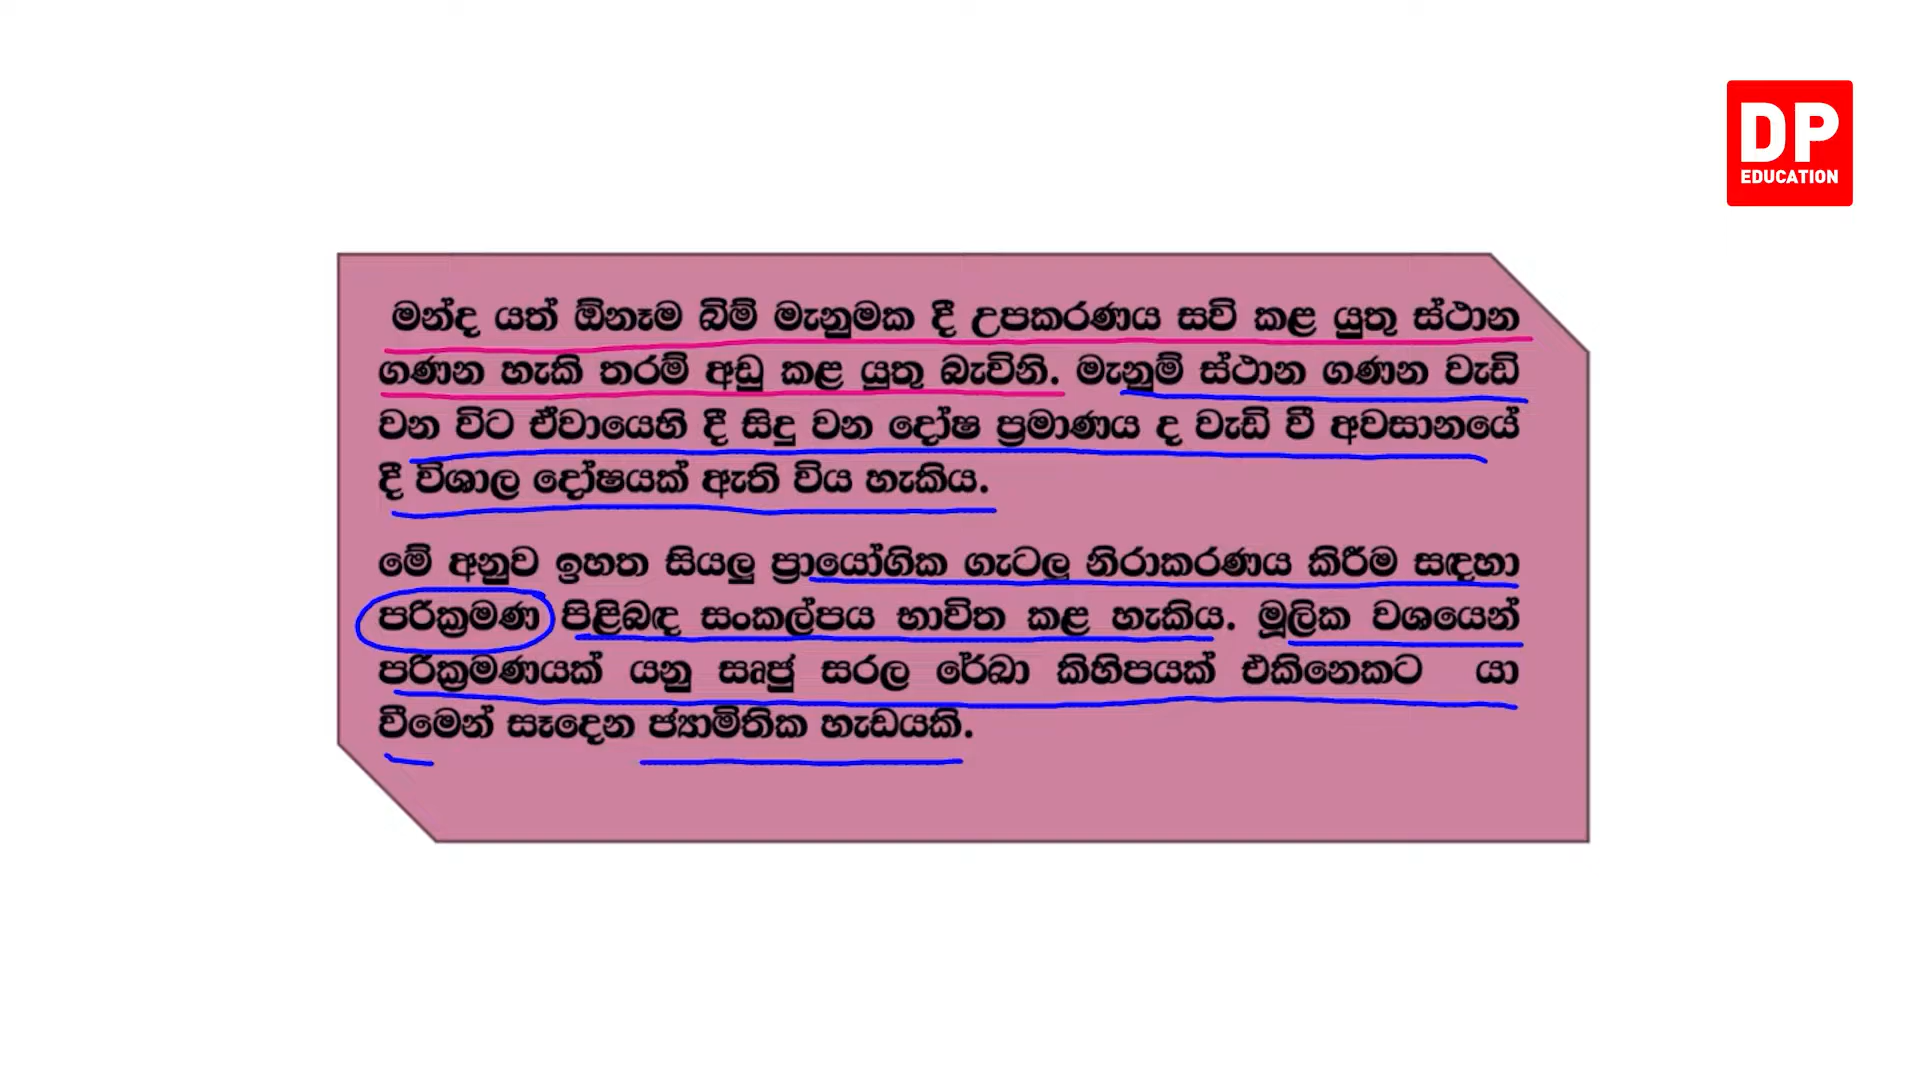 DP
EDUCATION
මන්ද යත් ඕනෑම බිම් මැනුමක දී උපකරණය සවි කළ යුතු ස්ථාන
ගණන හැකි තරම් අඩු කළ යුතු බැවිනි. මැනුම් ස්ථාන ගණන වැඩි
වන විට ඒවායෙහි දී සිදු වන දෝෂ ප්‍රමාණය ද වැඩි වී අවසානයේ
දී විශාල දෝෂයක් ඇති විය හැකිය.
මේ අනුව ඉහත සියලු ප්‍රායෝගික ගැටලු නිරාකරණය කිරීම සඳහා
පරික්‍රමණ පිළිබඳ සංකල්පය භාවිත කළ හැකිය. මූලික වශයෙන්
පරික්‍රමණයක් යනු සෘජු සරල රේඛා කිහිපයක් එකිනෙකට යා
වීමෙන් සෑදෙන ජ්‍යාමිතික හැඩයකි.